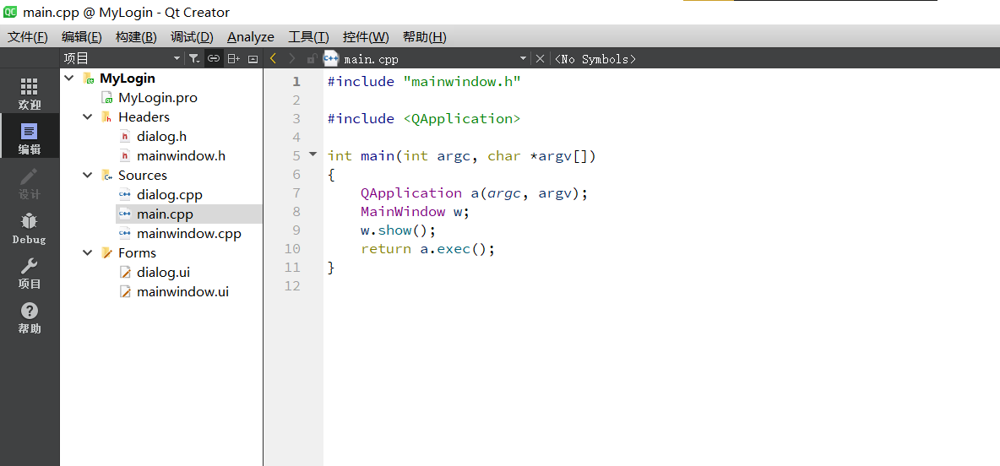 main.cpp @ MyLogin - Qt Creator
文件(F) 编辑(E) 构建(B) 调试(D) Analyze 工具(T) 控件(W) 帮助(H)
项目 main.cpp <No Symbols>
欢迎
编辑
设计
Debug
项目
帮助
MyLogin
MyLogin.pro
Headers
dialog.h
mainwindow.h
Sources
dialog.cpp
main.cpp
mainwindow.cpp
Forms
dialog.ui
mainwindow.ui
1 #include "mainwindow.h"
2
3 #include <QApplication>
4
5 int main(int argc, char *argv[])
6 {
7 QApplication a(argc, argv);
8 MainWindow w;
9 w.show();
10 return a.exec();
11 }
12